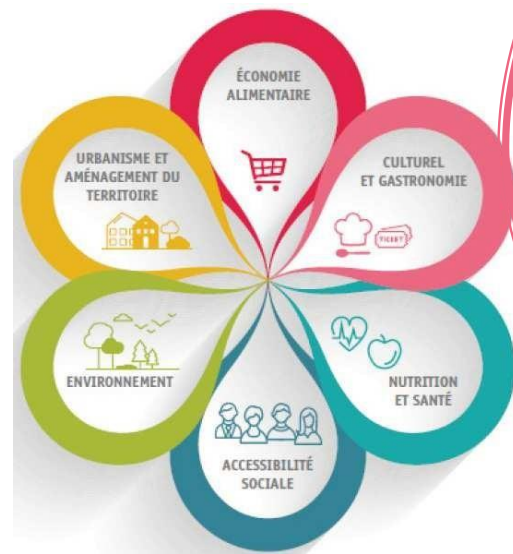 ÉCONOMIE
ALIMENTAIRE
CULTUREL
ET GASTRONOMIE
TICKET
NUTRITION
ET SANTÉ
ACCESSIBILITÉ
SOCIALE
ENVIRONNEMENT
URBANISME ET
AMÉNAGEMENT DU
TERRITOIRE